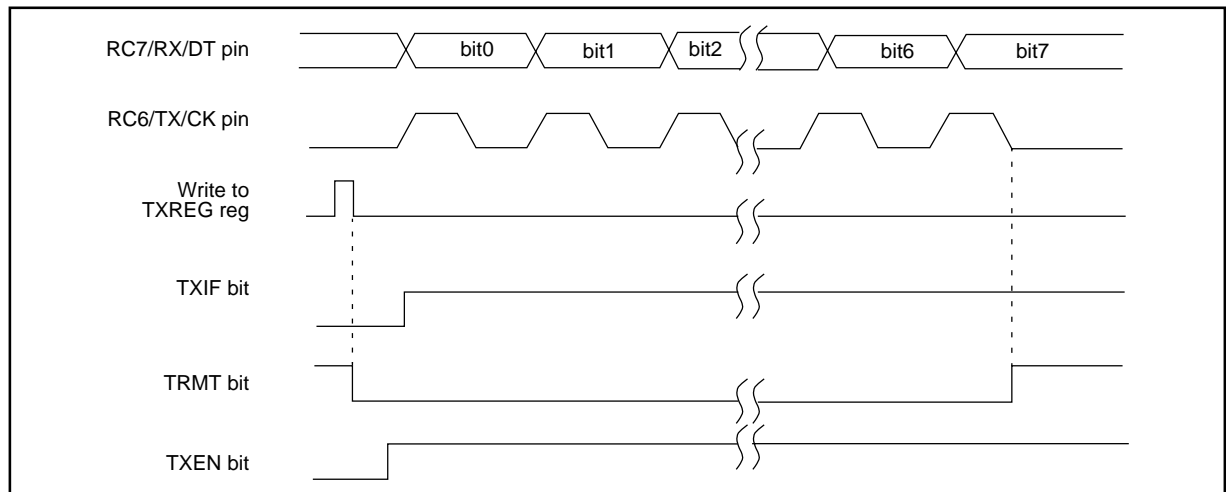 RC7/RX/DT pin
bit0 bit1 bit2 bit6 bit7
RC6/TX/CK pin
Write to
TXREG reg
TXIF bit
TRMT bit
TXEN bit